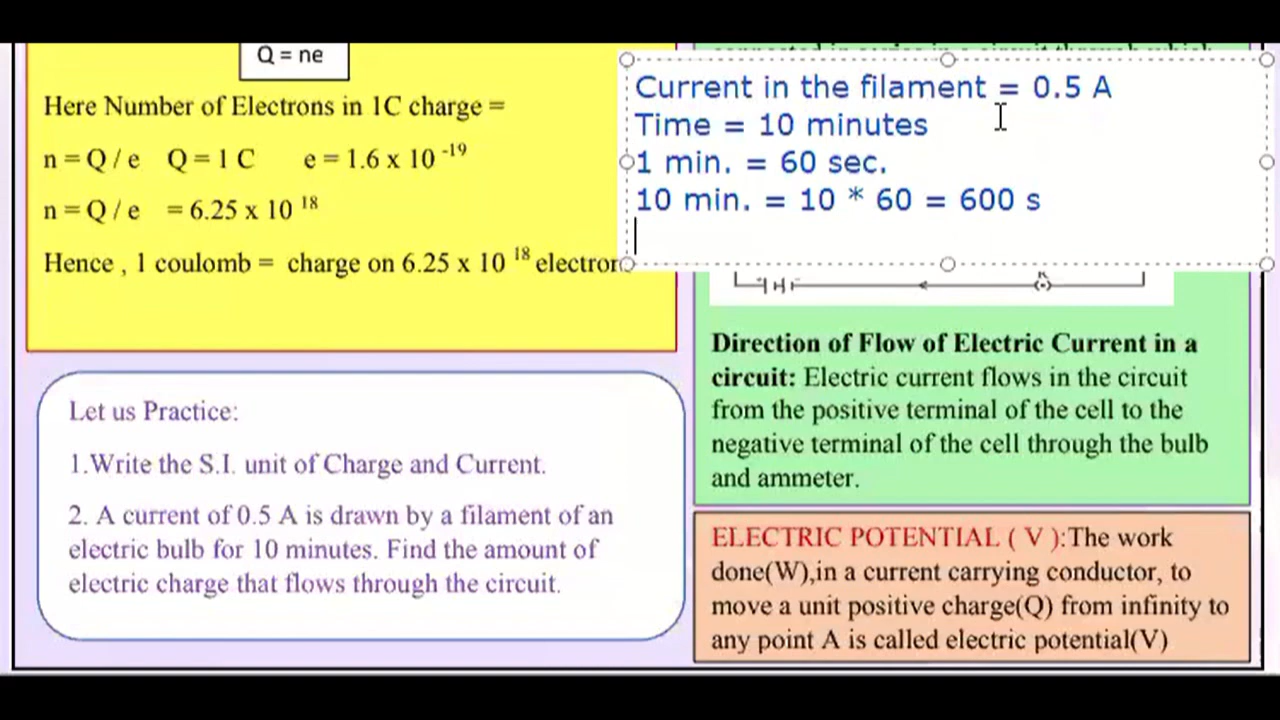 Q = ne
Here Number of Electrons in 1C charge =
n = Q / e Q = 1 C e = 1.6 x 10 -19
n = Q / e = 6.25 x 10 18
Hence , 1 coulomb = charge on 6.25 x 10 18 electron
Let us Practice:
1.Write the S.I. unit of Charge and Current.
2. A current of 0.5 A is drawn by a filament of an
electric bulb for 10 minutes. Find the amount of
electric charge that flows through the circuit.
Current in the filament = 0.5 A
Time = 10 minutes
1 min. = 60 sec.
10 min. = 10 * 60 = 600 s
Direction of Flow of Electric Current in a
circuit: Electric current flows in the circuit
from the positive terminal of the cell to the
negative terminal of the cell through the bulb
and ammeter.
ELECTRIC POTENTIAL ( V ):The work
done(W),in a current carrying conductor, to
move a unit positive charge(Q) from infinity to
any point A is called electric potential(V)